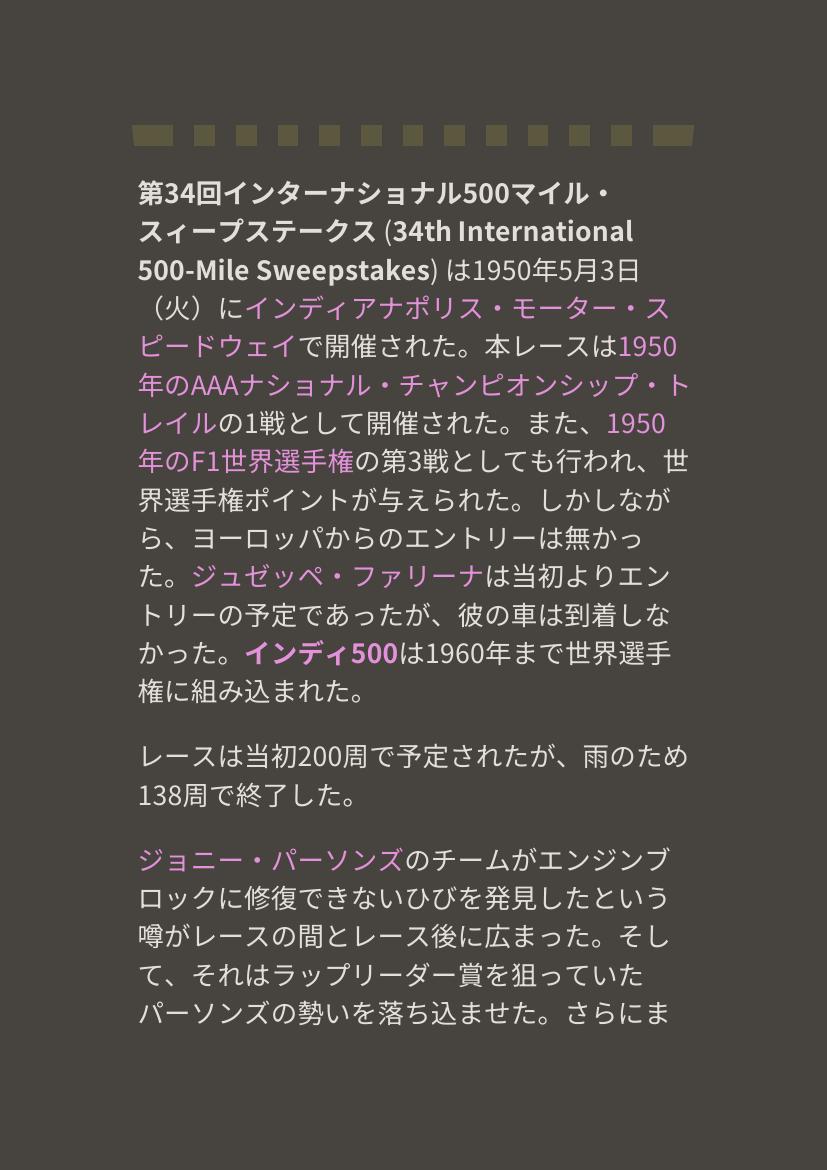 第34回インターナショナル500マイル・
スィープステークス (34th International
500-Mile Sweepstakes) は1950年5月3日
（火）にインディアナポリス・モーター・ス
ピードウェイで開催された。本レースは1950
年のAAAナショナル・チャンピオンシップ・ト
レイルの1戦として開催された。また、1950
年のF1世界選手権の第3戦としても行われ、世
界選手権ポイントが与えられた。しかしなが
ら、ヨーロッパからのエントリーは無かっ
た。ジュゼッペ・ファリーナは当初よりエン
トリーの予定であったが、彼の車は到着しな
かった。インディ500は1960年まで世界選手
権に組み込まれた。
レースは当初200周で予定されたが、雨のため
138周で終了した。
ジョニー・パーソンズのチームがエンジンブ
ロックに修復できないひびを発見したという
噂がレースの間とレース後に広まった。そし
て、それはラップリーダー賞を狙っていた
パーソンズの勢いを落ち込ませた。さらにま